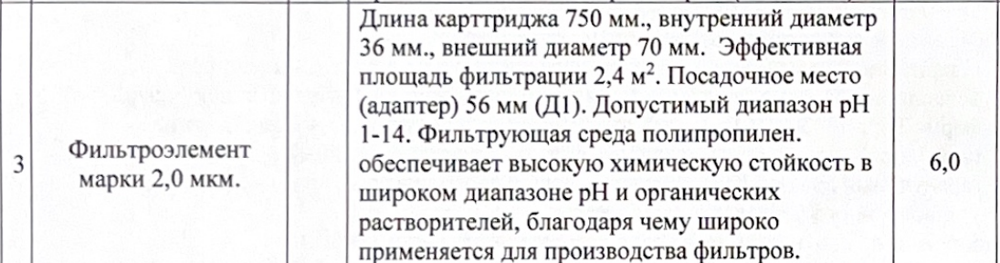 Длина карттриджа 750 мм., внутренний диаметр
36 мм., внешний диаметр 70 мм. Эффективная
площадь фильтрации 2,4 м². Посадочное место
(адаптер) 56 мм (Д1). Допустимый диапазон pH
1-14. Фильтрующая среда полипропилен.
3
Фильтроэлемент
марки 2,0 мкм.
обеспечивает высокую химическую стойкость в
широком диапазоне pH и органических
растворителей, благодаря чему широко
применяется для производства фильтров.
6,0